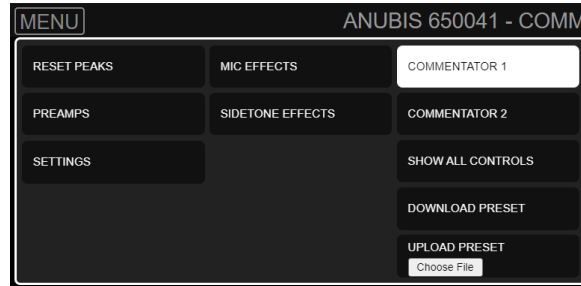 MENU
ANUBIS 650041 - COMM
RESET PEAKS
MIC EFFECTS
COMMENTATOR 1
PREAMPS
SIDETONE EFFECTS
COMMENTATOR 2
SETTINGS
SHOW ALL CONTROLS
DOWNLOAD PRESET
UPLOAD PRESET
Choose File